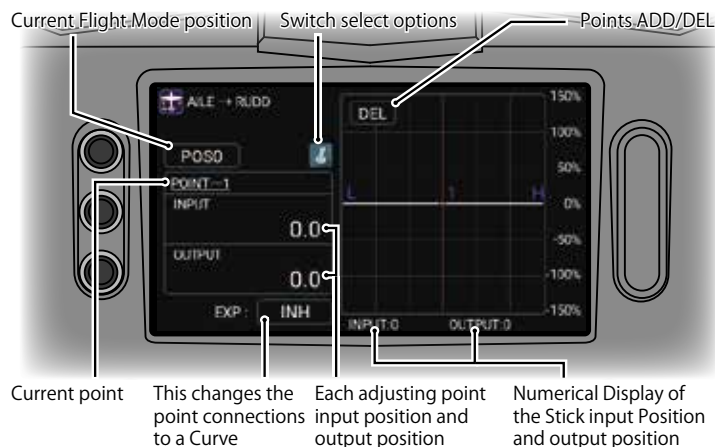 Current Flight Mode position
Switch select options
Points ADD/DEL
AILE → RUDD
DEL
150%
100%
50%
0%
-50%
-100%
-150%
POS0
POINT—1
INPUT
0.0
OUTPUT
0.0
EXP :
INH
L
1
H
INPUT:0
OUTPUT:0
Current point
This changes the
point connections
to a Curve
Each adjusting point
input position and
output position
Numerical Display of
the Stick input Position
and output position